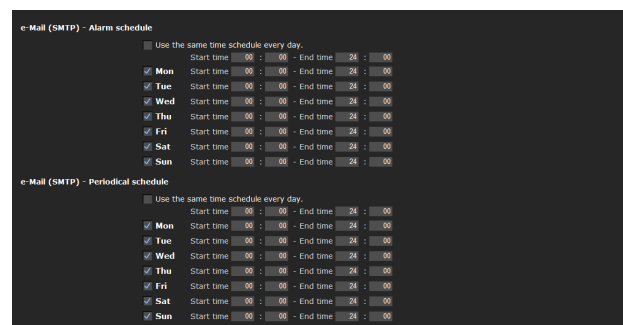 e-Mail (SMTP) - Alarm schedule
Use the same time schedule every day.
Start time 00 : 00 - End time 24 : 00
Mon Start time 00 : 00 - End time 24 : 00
Tue Start time 00 : 00 - End time 24 : 00
Wed Start time 00 : 00 - End time 24 : 00
Thu Start time 00 : 00 - End time 24 : 00
Fri Start time 00 : 00 - End time 24 : 00
Sat Start time 00 : 00 - End time 24 : 00
Sun Start time 00 : 00 - End time 24 : 00
e-Mail (SMTP) - Periodical schedule
Use the same time schedule every day.
Start time 00 : 00 - End time 24 : 00
Mon Start time 00 : 00 - End time 24 : 00
Tue Start time 00 : 00 - End time 24 : 00
Wed Start time 00 : 00 - End time 24 : 00
Thu Start time 00 : 00 - End time 24 : 00
Fri Start time 00 : 00 - End time 24 : 00
Sat Start time 00 : 00 - End time 24 : 00
Sun Start time 00 : 00 - End time 24 : 00